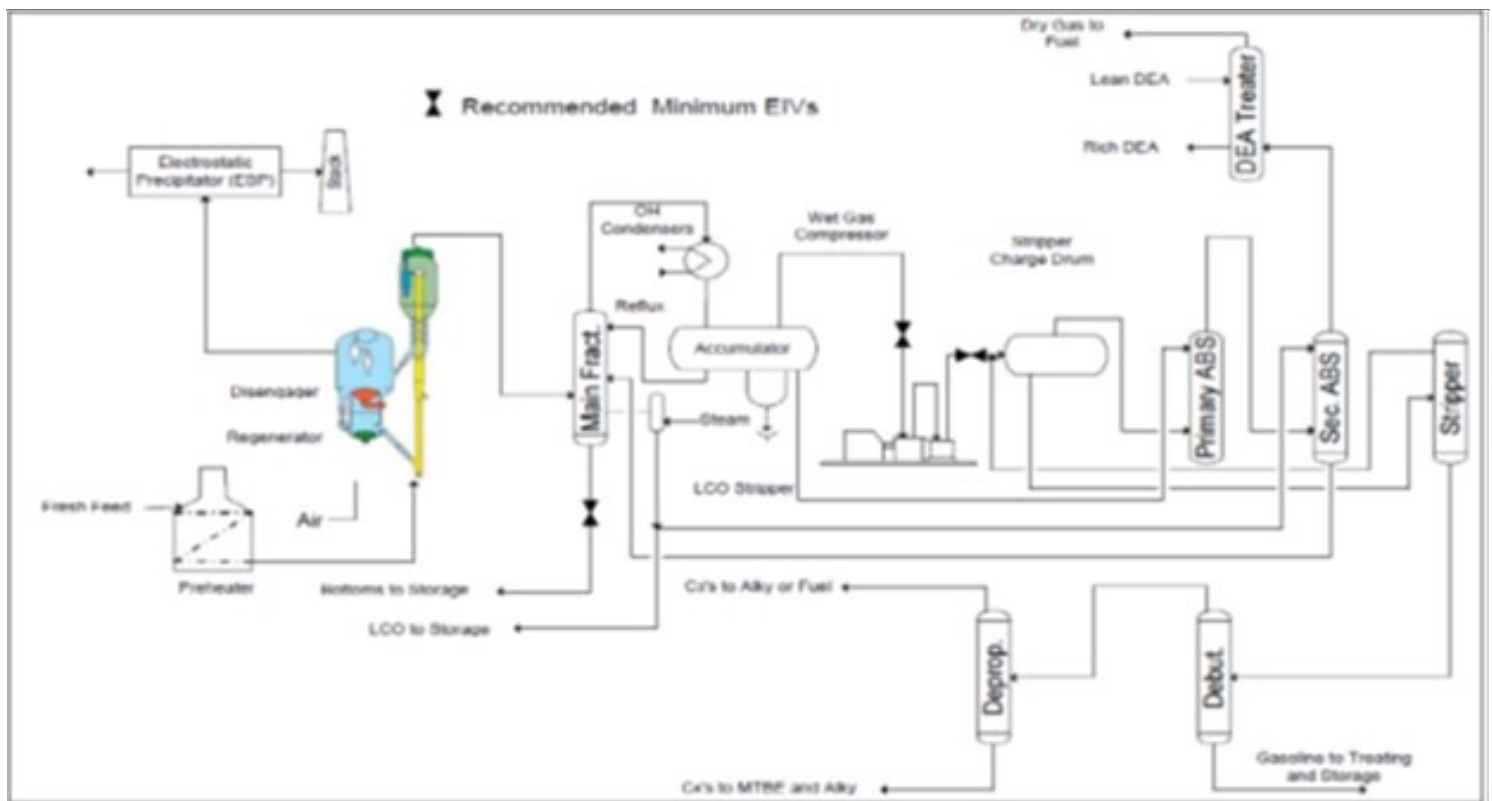 Dry Gas to
Fuel
Lean DEA
DEA Treater
Recommended Minimum EIVs
Rich DEA
Electrostatic
Precipitator (ESP)
Stack
OH
Condensers
Wet Gas
Compressor
Stripper
Charge Drum
Reflux
Accumulator
Main Fract.
Primary ABS
Sec. ABS
Stripper
Disengager
Steam
Regenerator
LCO Stripper
Fresh Feed
Air
Preheater
Bottoms to Storage
LCO to Storage
C3's to Alky or Fuel
Deprop.
Debut.
Gasoline to Treating
and Storage
C4's to MTBE and Alky